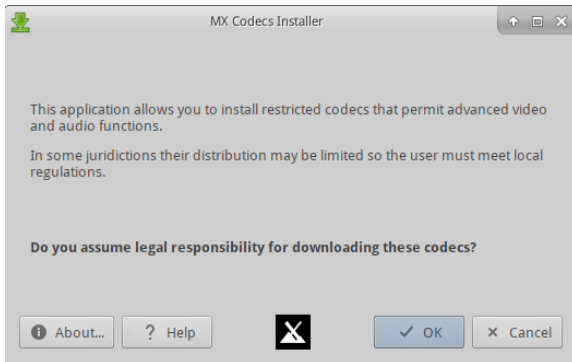 MX Codecs Installer
This application allows you to install restricted codecs that permit advanced video
and audio functions.
In some juridictions their distribution may be limited so the user must meet local
regulations.
Do you assume legal responsibility for downloading these codecs?
About... ? Help OK Cancel